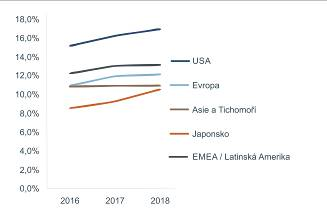 18,0%
16,0%
14,0%
12,0%
10,0%
8,0%
6,0%
4,0%
2,0%
0,0%
2016 2017 2018
USA
Evropa
Asie a Tichomoří
Japonsko
EMEA / Latinská Amerika